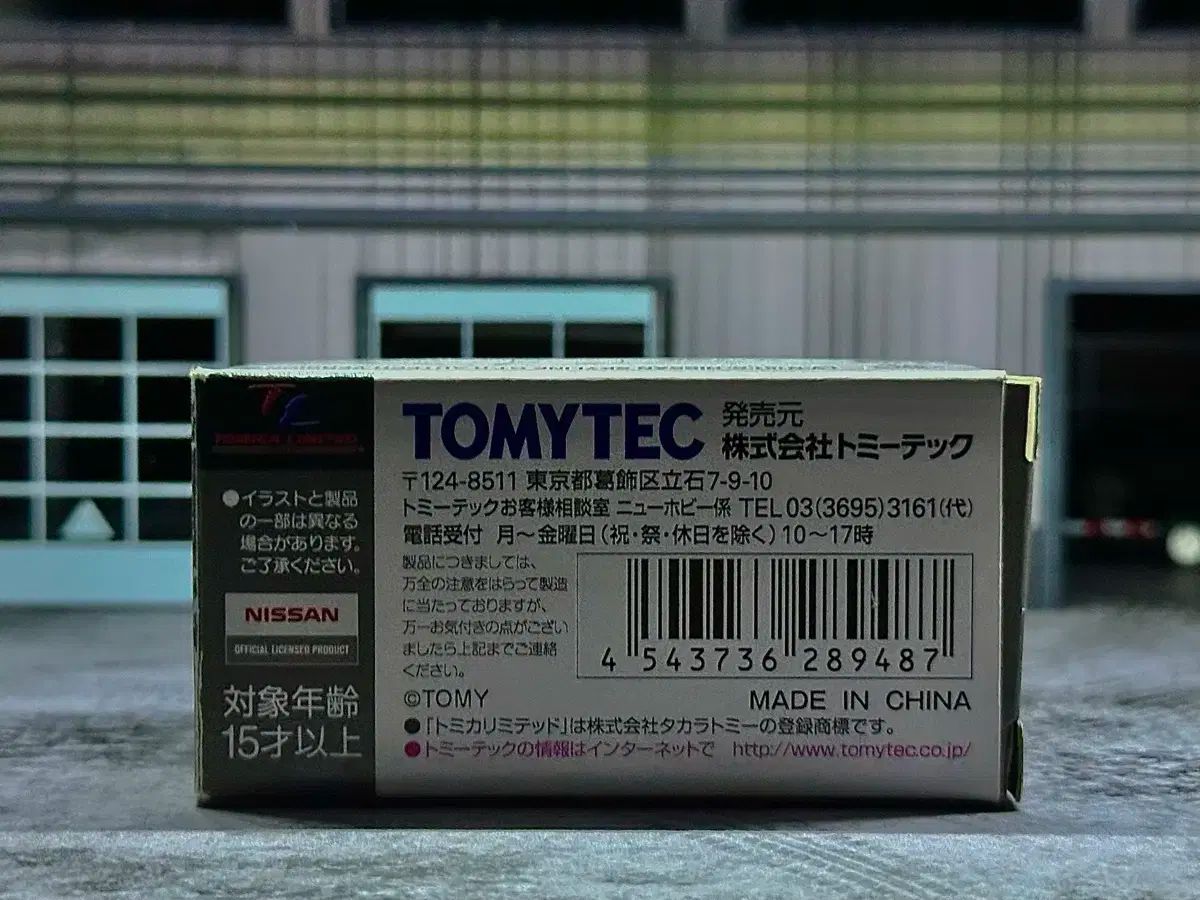 TOMICA LIMITED
●イラストと製品
の一部は異なる
場合があります。
ご了承ください。
NISSAN
OFFICIAL LICENSED PRODUCT
対象年齢
15才以上
TOMYTEC
発売元
株式会社トミーテック
〒124-8511 東京都葛飾区立石7-9-10
トミーテックお客様相談室 ニューホビー係 TEL 03(3695)3161(代)
電話受付 月〜金曜日(祝・祭・休日を除く)10〜17時
製品につきましては、
万全の注意をはらって製造
に当たっておりますが、
万一お気付きの点がござい
ましたら上記までご連絡
ください。
4 543736 289487
©TOMY
MADE IN CHINA
●「トミカリミテッド」は株式会社タカラトミーの登録商標です。
●トミーテックの情報はインターネットで http://www.tomytec.co.jp/